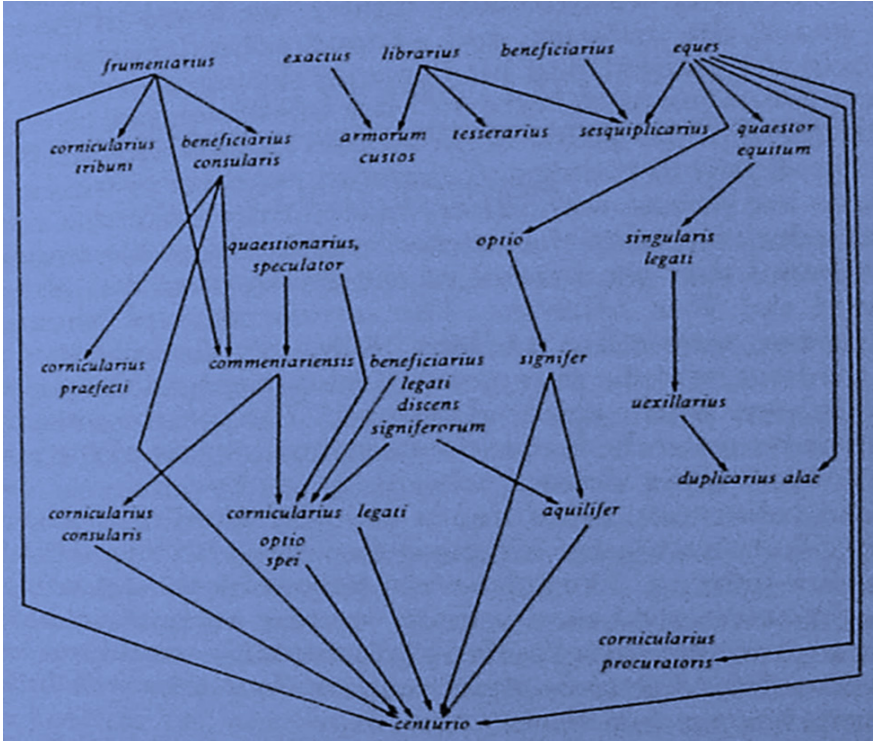 frumentarius
exactus
librarius
beneficiarius
eques
cornicularius
tribuni
beneficiarius
consularis
armorum
custos
tesserarius
sesquiplicarius
quaestor
equitum
quaestionarius,
speculator
optio
singularis
legati
cornicularius
praefecti
commentariensis
beneficiarius
legati
discens
signiferorum
signifer
uexillarius
duplicarius alae
cornicularius
consularis
cornicularius legati
optio
spei
aquilifer
cornicularius
procuratoris
centurio